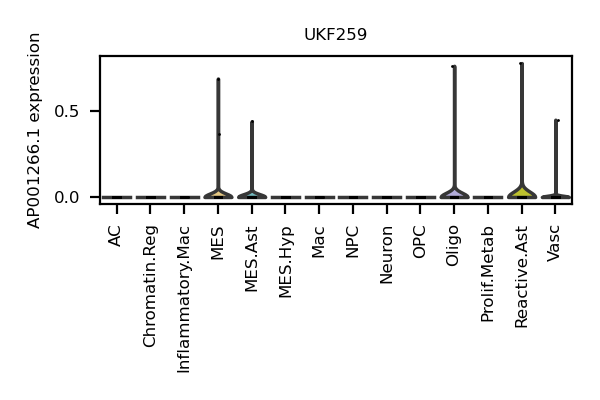 UKF259
AP001266.1 expression
0.5
0.0
AC
Chromatin.Reg
Inflammatory.Mac
MES
MES.Ast
MES.Hyp
Mac
NPC
Neuron
OPC
Oligo
Prolif.Metab
Reactive.Ast
Vasc